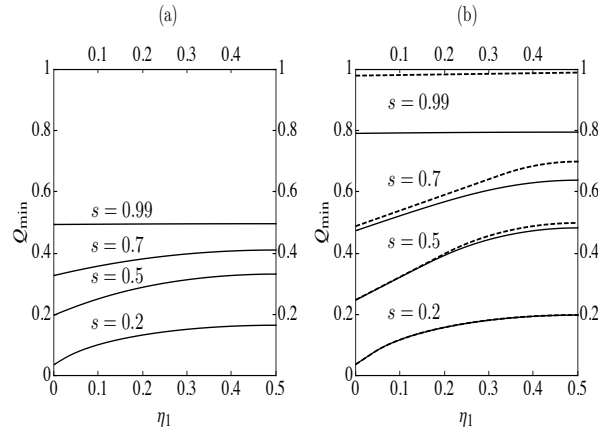 (a) (b)
0.1 0.2 0.3 0.4 0.1 0.2 0.3 0.4
1 1 1 1
s = 0.99
0.8 0.8 0.8 0.8
s = 0.7
0.6 0.6 0.6 0.6
s = 0.99
Qmin Qmin
s = 0.5
0.4 0.4 0.4 0.4
s = 0.7
s = 0.5
0.2 0.2 0.2 0.2
s = 0.2 s = 0.2
0 0
0 0.1 0.2 0.3 0.4 0.5 0 0.1 0.2 0.3 0.4 0.5
η1 η1